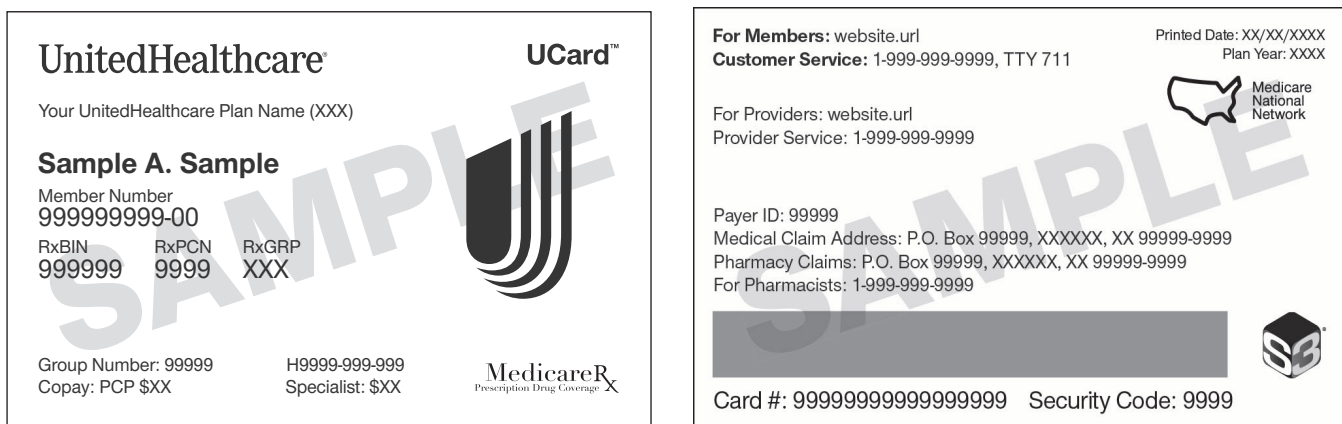 UnitedHealthcare®
UCard™
Your UnitedHealthcare Plan Name (XXX)
Sample A. Sample
Member Number
999999999-00
RxBIN RxPCN RxGRP
999999 9999 XXX
Group Number: 99999 H9999-999-999
Copay: PCP $XX Specialist: $XX
MedicareRx
Prescription Drug Coverage
SAMPLE
For Members: website.url
Customer Service: 1-999-999-9999, TTY 711
Printed Date: XX/XX/XXXX
Plan Year: XXXX
Medicare
National
Network
For Providers: website.url
Provider Service: 1-999-999-9999
Payer ID: 99999
Medical Claim Address: P.O. Box 99999, XXXXXX, XX 99999-9999
Pharmacy Claims: P.O. Box 99999, XXXXXX, XX 99999-9999
For Pharmacists: 1-999-999-9999
S3®
Card #: 99999999999999999 Security Code: 9999
SAMPLE